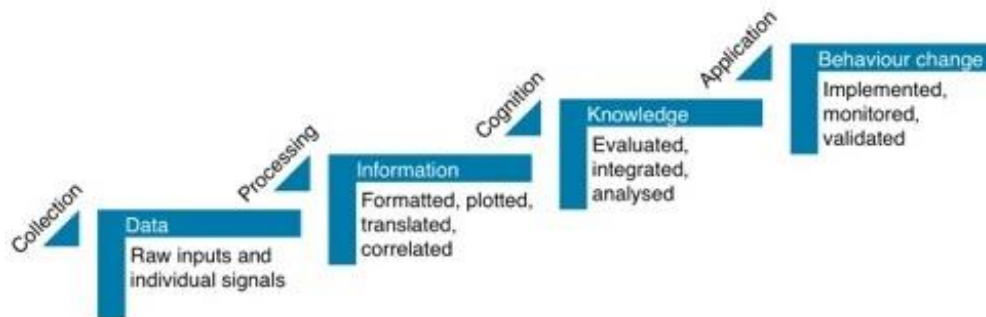 Collection
Data
Raw inputs and
individual signals
Processing
Information
Formatted, plotted,
translated,
correlated
Cognition
Knowledge
Evaluated,
integrated,
analysed
Application
Behaviour change
Implemented,
monitored,
validated